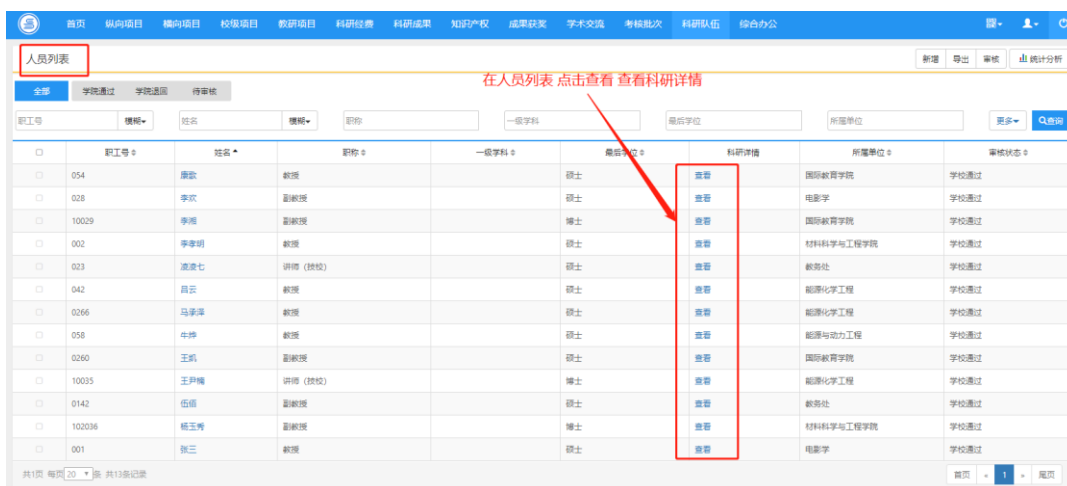 首页 纵向项目 横向项目 校级项目 教研项目 科研经费 科研成果 知识产权 成果获奖 学术交流 考核批次 科研队伍 综合办公
人员列表 新增 导出 审核 统计分析
在人员列表 点击查看 查看科研详情
全部 学院通过 学院退回 待审核
职工号 模糊 姓名 模糊 职称 一级学科 最后学位 所属单位 更多 查询
职工号 姓名 职称 一级学科 最后学位 科研详情 所属单位 审核状态
054 康歌 教授 硕士 查看 国际教育学院 学校通过
028 李欢 副教授 硕士 查看 电影学 学校通过
10029 李湘 副教授 博士 查看 国际教育学院 学校通过
002 李孝明 教授 硕士 查看 材料科学与工程学院 学校通过
023 凌凌七 讲师 (技校) 硕士 查看 教务处 学校通过
042 吕云 教授 硕士 查看 能源化学工程 学校通过
0266 马承泽 教授 硕士 查看 能源化学工程 学校通过
058 牛婷 教授 硕士 查看 能源与动力工程 学校通过
0260 王凯 副教授 硕士 查看 国际教育学院 学校通过
10035 王尹楠 讲师 (技校) 博士 查看 能源化学工程 学校通过
0142 伍佰 副教授 硕士 查看 教务处 学校通过
102036 杨玉秀 副教授 博士 查看 材料科学与工程学院 学校通过
001 张三 教授 硕士 查看 电影学 学校通过
共1页 每页 20 条 共13条记录 首页 « 1 » 尾页